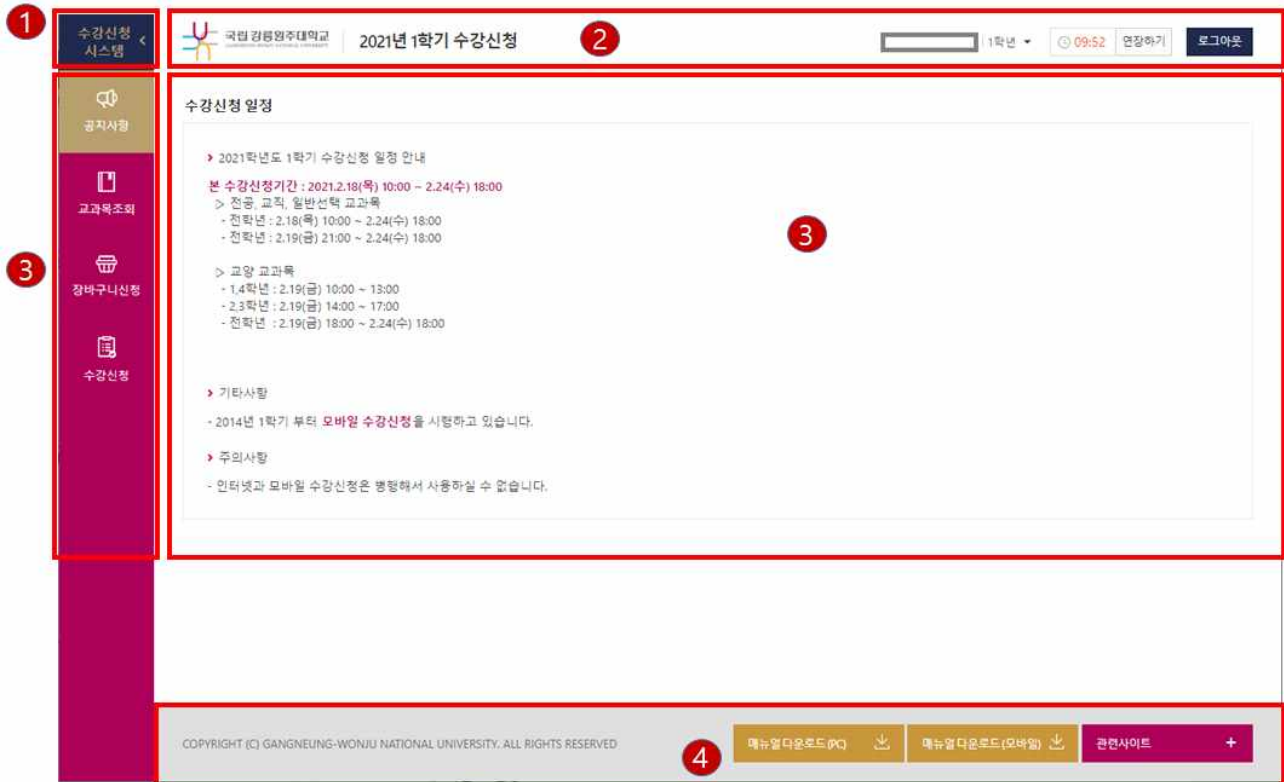 1
수강신청
시스템 <
국립강릉원주대학교
GANGNEUNG-WONJU NATIONAL UNIVERSITY
2021년 1학기 수강신청
2
1학년
09:52
연장하기
로그아웃
3
공지사항
교과목조회
장바구니신청
수강신청
수강신청 일정
2021학년도 1학기 수강신청 일정 안내
본 수강신청기간 : 2021.2.18(목) 10:00 ~ 2.24(수) 18:00
▷ 전공, 교직, 일반선택 교과목
- 전학년 : 2.18(목) 10:00 ~ 2.24(수) 18:00
- 전학년 : 2.19(금) 21:00 ~ 2.24(수) 18:00
▷ 교양 교과목
- 1,4학년 : 2.19(금) 10:00 ~ 13:00
- 2,3학년 : 2.19(금) 14:00 ~ 17:00
- 전학년 : 2.19(금) 18:00 ~ 2.24(수) 18:00
3
기타사항
- 2014년 1학기 부터 모바일 수강신청을 시행하고 있습니다.
주의사항
- 인터넷과 모바일 수강신청은 병행해서 사용하실 수 없습니다.
COPYRIGHT (C) GANGNEUNG-WONJU NATIONAL UNIVERSITY. ALL RIGHTS RESERVED
4
매뉴얼다운로드(PC)
매뉴얼다운로드(모바일)
관련사이트 +